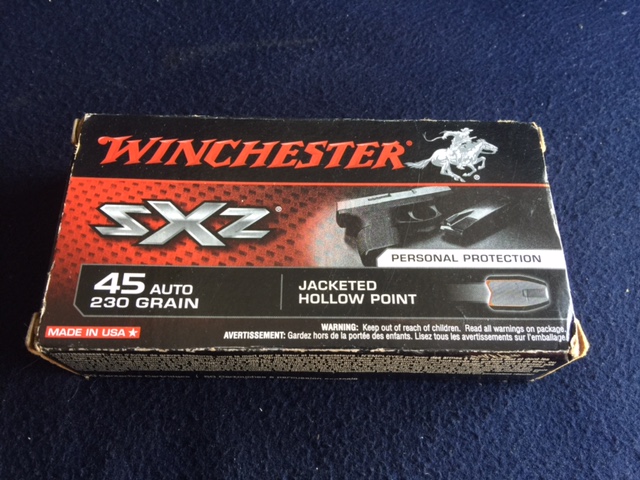 WINCHESTER®
SXZ®
PERSONAL PROTECTION
45 AUTO
230 GRAIN
JACKETED
HOLLOW POINT
MADE IN USA ★
WARNING: Keep out of reach of children. Read all warnings on package.
AVERTISSEMENT: Gardez hors de la portée des enfants. Lisez tous les avertissements sur l'emballage.